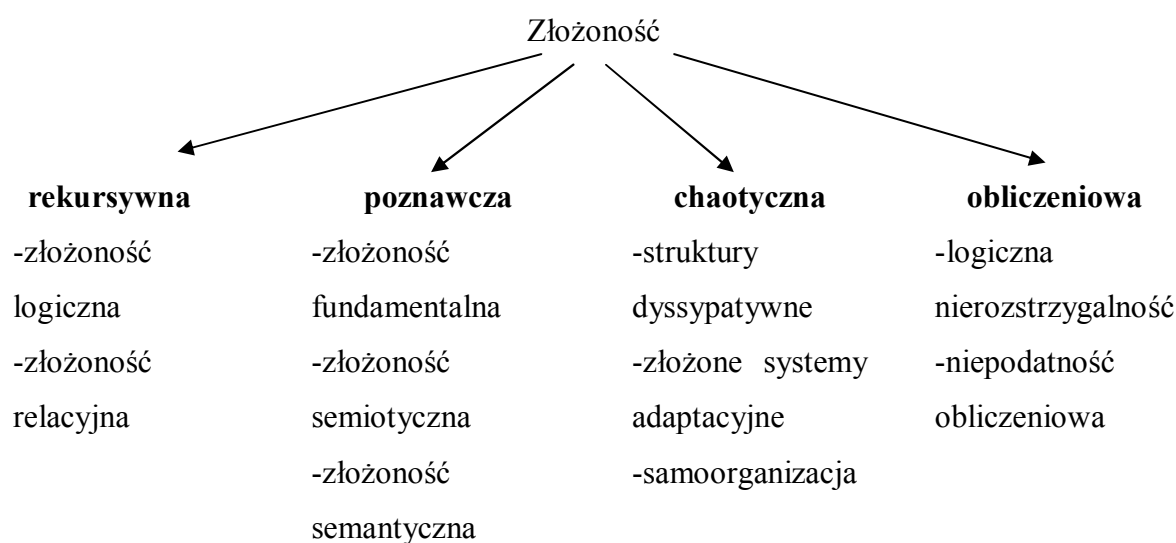 Złożoność
rekursywna
-złożoność
logiczna
-złożoność
relacyjna
poznawcza
-złożoność
fundamentalna
-złożoność
semiotyczna
-złożoność
semantyczna
chaotyczna
-struktury
dyssypatywne
-złożone systemy
adaptacyjne
-samoorganizacja
obliczeniowa
-logiczna
nierozstrzygalność
-niepodatność
obliczeniowa